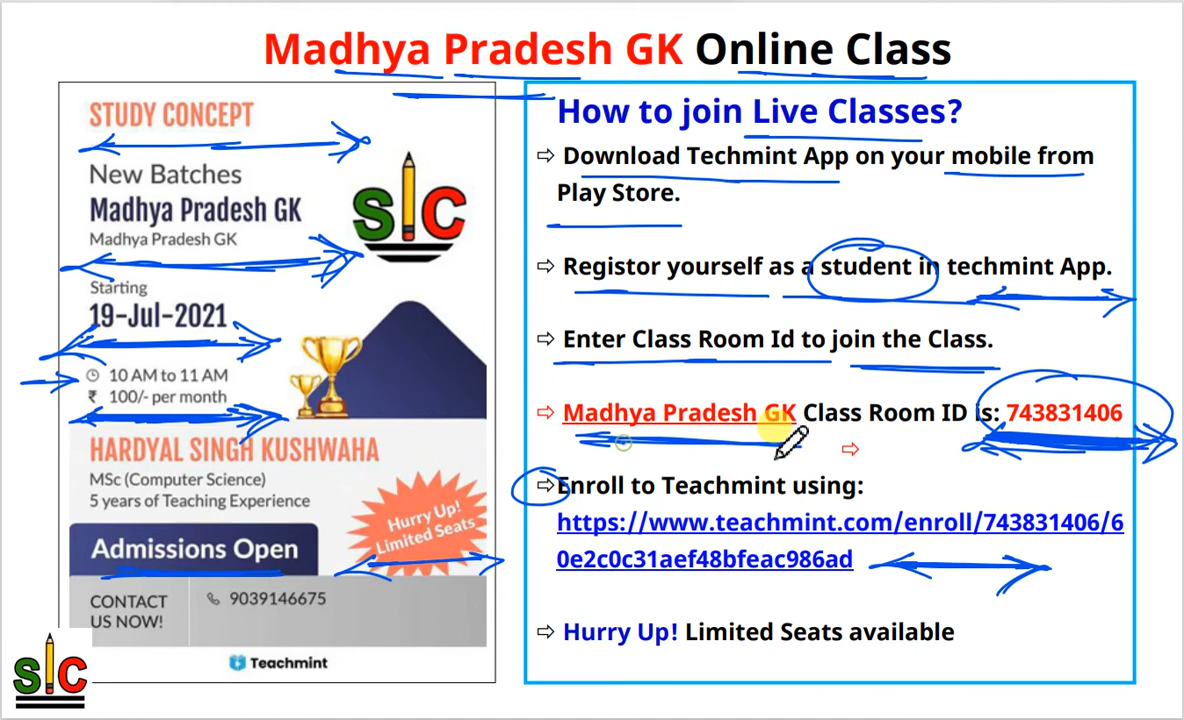 Madhya Pradesh GK Online Class
STUDY CONCEPT
New Batches
Madhya Pradesh GK
Madhya Pradesh GK
Starting
19-Jul-2021
10 AM to 11 AM
₹ 100/- per month
SIC
HARDYAL SINGH KUSHWAHA
MSc (Computer Science)
5 years of Teaching Experience
Hurry Up!
Limited Seats
Admissions Open
CONTACT
US NOW!
9039146675
Teachmint
SIC
How to join Live Classes?
⇨ Download Techmint App on your mobile from
Play Store.
⇨ Registor yourself as a student in techmint App.
⇨ Enter Class Room Id to join the Class.
⇨ Madhya Pradesh GK Class Room ID is: 743831406
⇨
⇨ Enroll to Teachmint using:
https://www.teachmint.com/enroll/743831406/6
0e2c0c31aef48bfeac986ad
⇨ Hurry Up! Limited Seats available